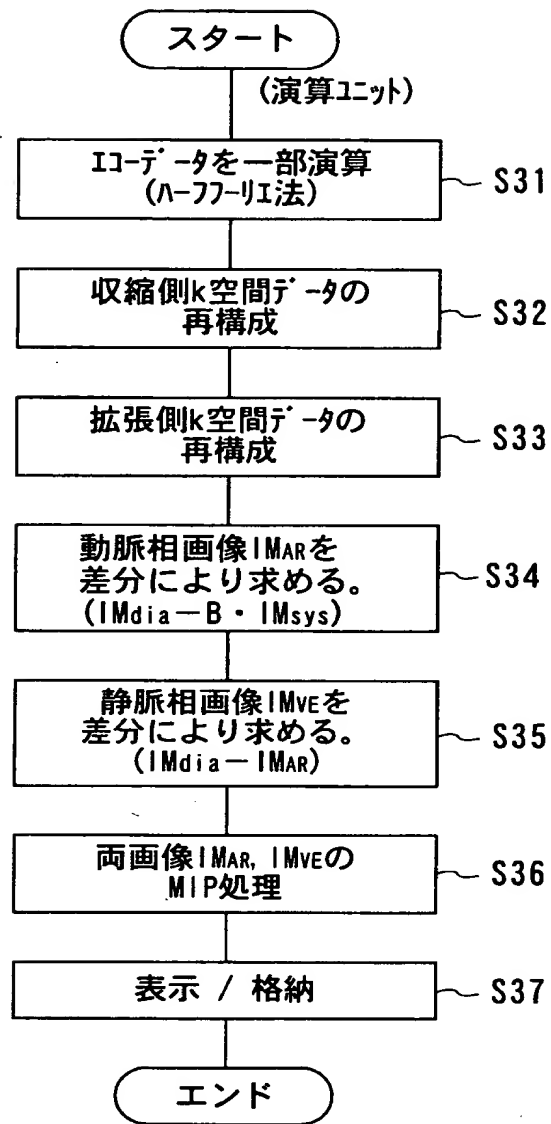 スタート
(演算ﾕﾆｯﾄ)
ｴｺｰﾃﾞｰﾀを一部演算
(ﾊｰﾌﾌｰﾘｴ法)
S31
収縮側k空間ﾃﾞｰﾀの
再構成
S32
拡張側k空間ﾃﾞｰﾀの
再構成
S33
動脈相画像IMARを
差分により求める。
(IMdia－B・IMsys)
S34
静脈相画像IMVEを
差分により求める。
(IMdia－IMAR)
S35
両画像IMAR, IMVEの
MIP処理
S36
表示 / 格納
S37
エンド